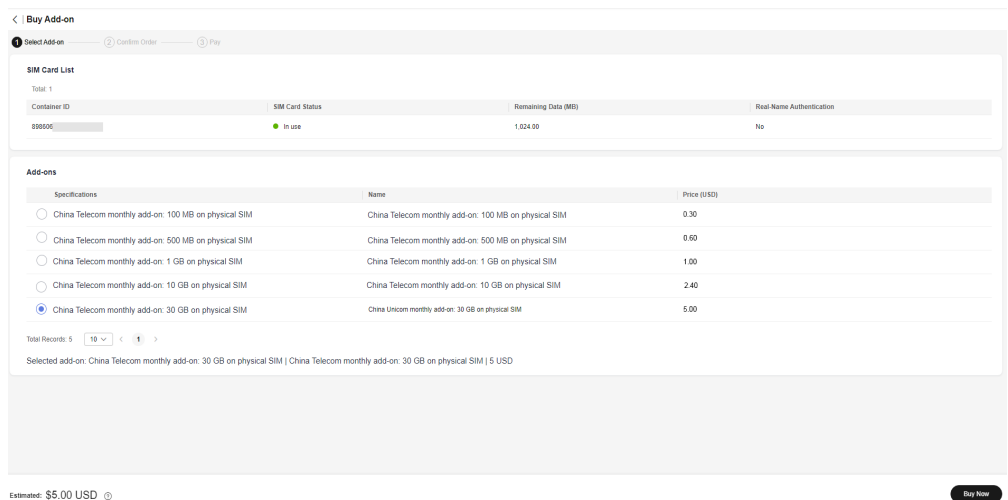 Buy Add-on
1 Select Add-on 2 Confirm Order 3 Pay
SIM Card List
Total: 1
Container ID SIM Card Status Remaining Data (MB) Real-Name Authentication
898606 In use 1,024.00 No
Add-ons
Specifications Name Price (USD)
China Telecom monthly add-on: 100 MB on physical SIM China Telecom monthly add-on: 100 MB on physical SIM 0.30
China Telecom monthly add-on: 500 MB on physical SIM China Telecom monthly add-on: 500 MB on physical SIM 0.60
China Telecom monthly add-on: 1 GB on physical SIM China Telecom monthly add-on: 1 GB on physical SIM 1.00
China Telecom monthly add-on: 10 GB on physical SIM China Telecom monthly add-on: 10 GB on physical SIM 2.40
China Telecom monthly add-on: 30 GB on physical SIM China Unicom monthly add-on: 30 GB on physical SIM 5.00
Total Records: 5 10 1
Selected add-on: China Telecom monthly add-on: 30 GB on physical SIM | China Telecom monthly add-on: 30 GB on physical SIM | 5 USD
Estimated: $5.00 USD Buy Now